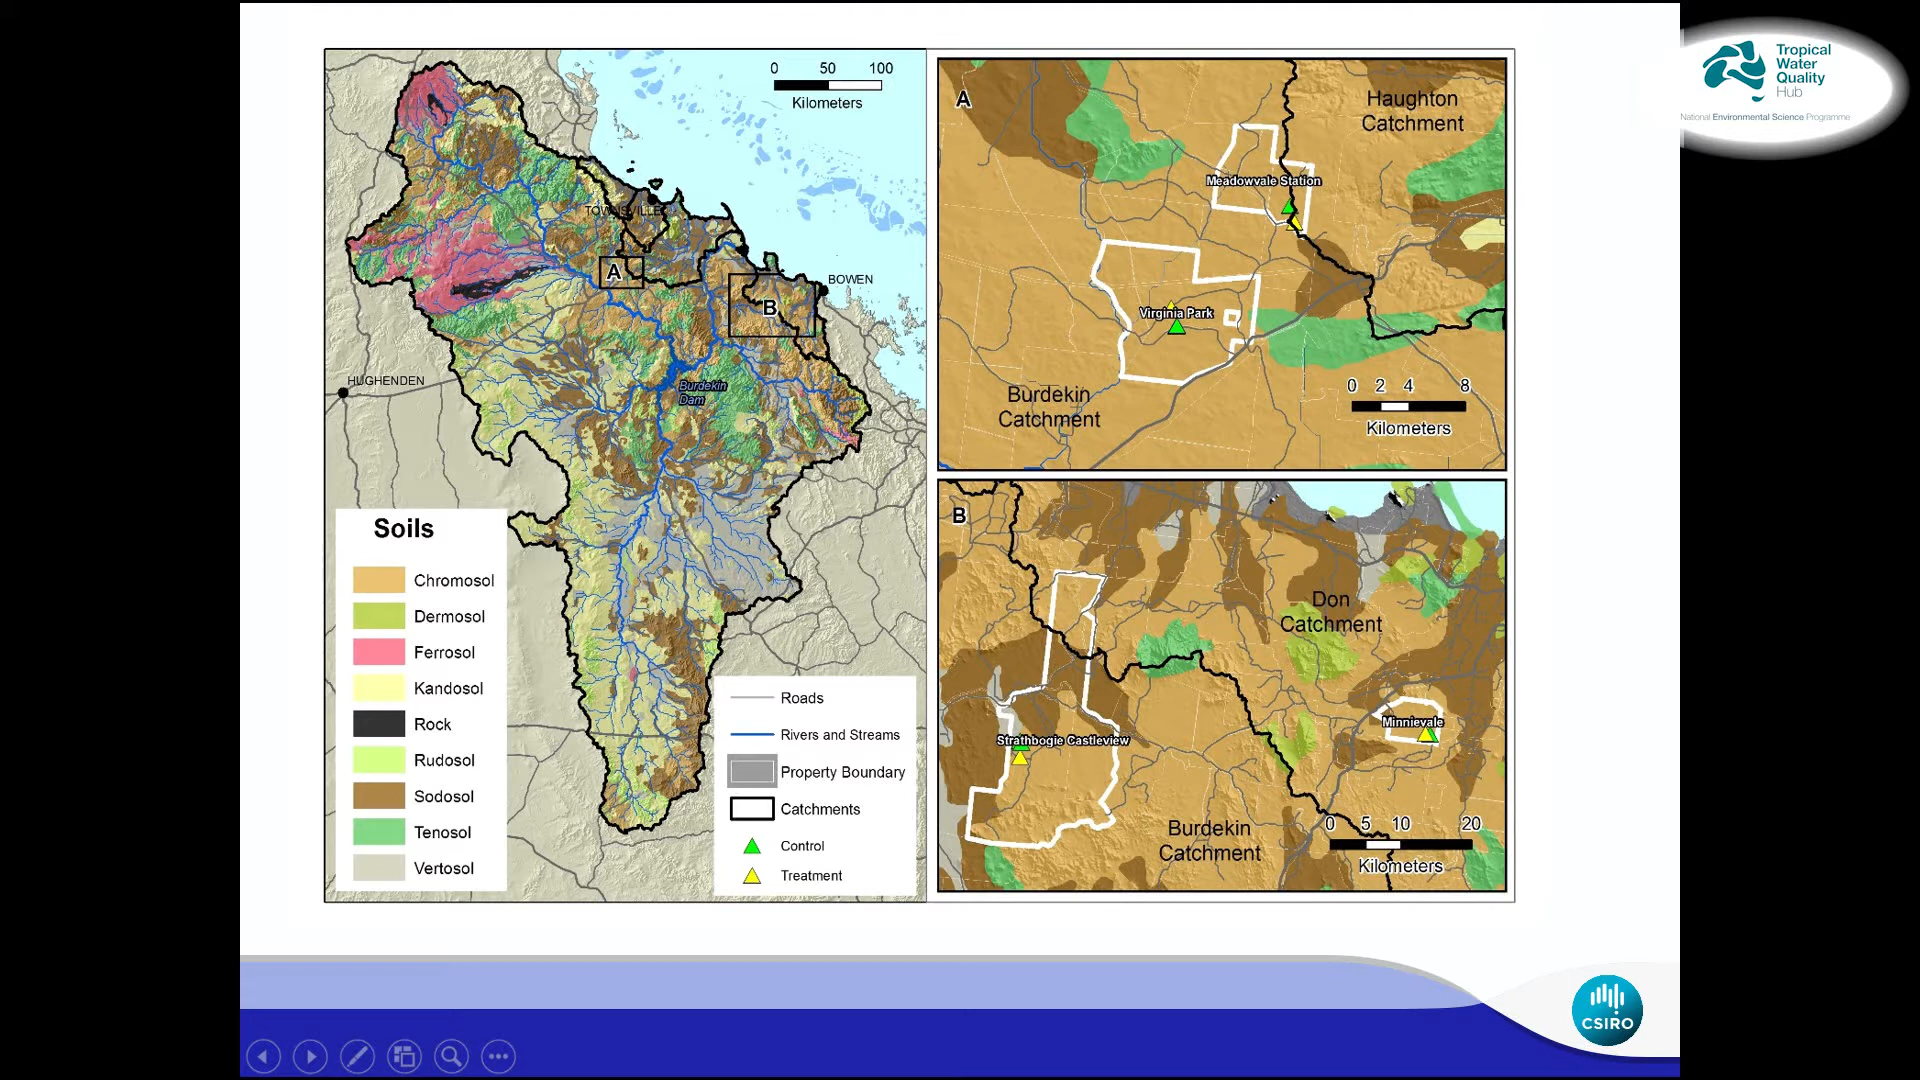 0 50 100
Kilometers
TOWNSVILLE
A
B
BOWEN
HUGHENDEN
Burdekin
Dam
Soils
Chromosol
Dermosol
Ferrosol
Kandosol
Rock
Rudosol
Sodosol
Tenosol
Vertosol
Roads
Rivers and Streams
Property Boundary
Catchments
Control
Treatment
A
Haughton
Catchment
Meadowvale Station
Virginia Park
Burdekin
Catchment
0 2 4 8
Kilometers
B
Don
Catchment
Minnievale
Strathbogie Castleview
Burdekin
Catchment
0 5 10 20
Kilometers
Tropical
Water
Quality
Hub
National Environmental Science Programme
CSIRO